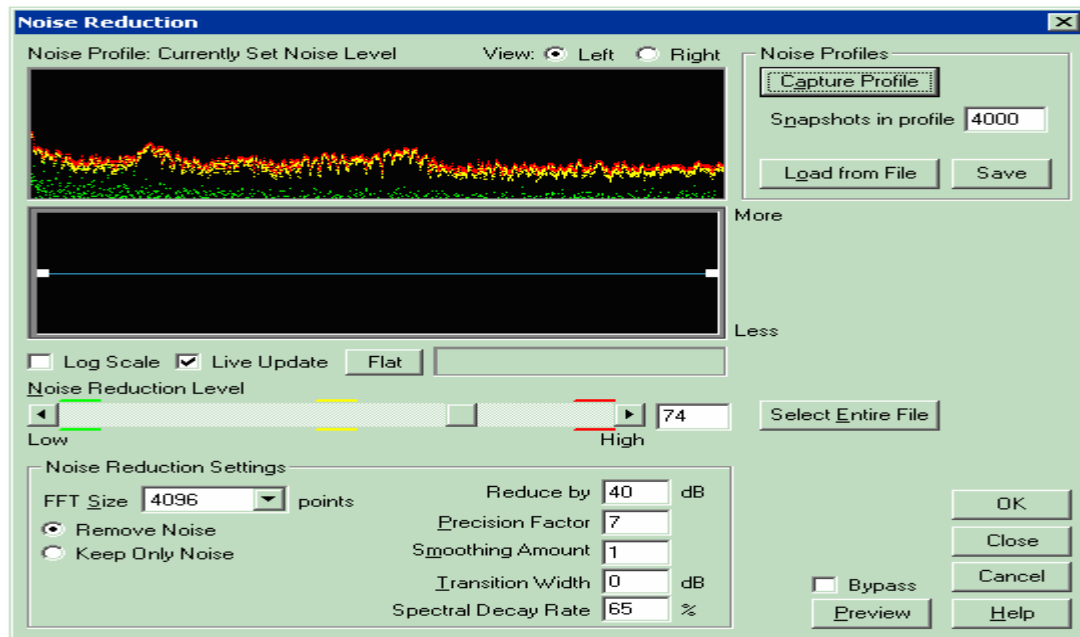 Noise Reduction
Noise Profile: Currently Set Noise Level
View: Left Right
Noise Profiles
Capture Profile
Snapshots in profile 4000
Load from File Save
More
Less
Log Scale Live Update Flat
Noise Reduction Level
74 Select Entire File
Low High
Noise Reduction Settings
FFT Size 4096 points
Remove Noise
Keep Only Noise
Reduce by 40 dB
Precision Factor 7
Smoothing Amount 1
Transition Width 0 dB
Spectral Decay Rate 65 %
OK
Close
Cancel
Bypass
Preview Help